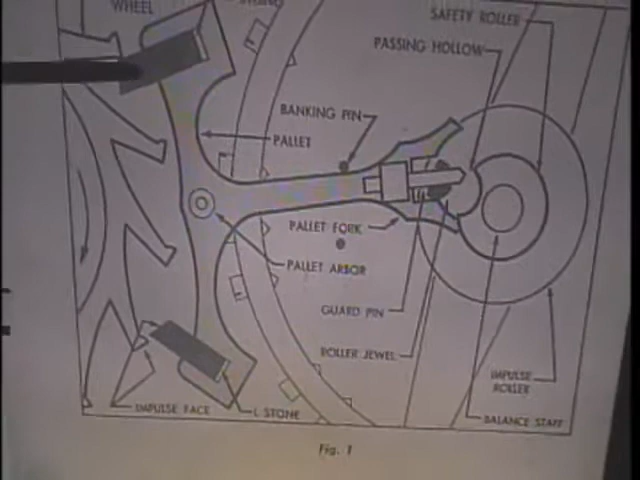 WHEEL
SAFETY ROLLER
PASSING HOLLOW
BANKING PIN
PALLET
PALLET FORK
PALLET ARBOR
GUARD PIN
ROLLER JEWEL
IMPULSE
ROLLER
IMPULSE FACE
L STONE
BALANCE STAFF
Fig. 1